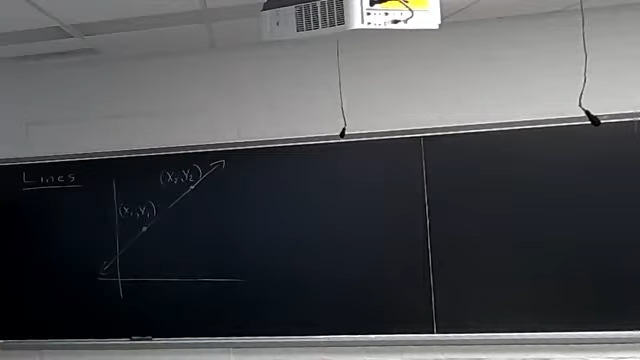 Lines
(X₂,Y₂)
(X₁,Y₁)